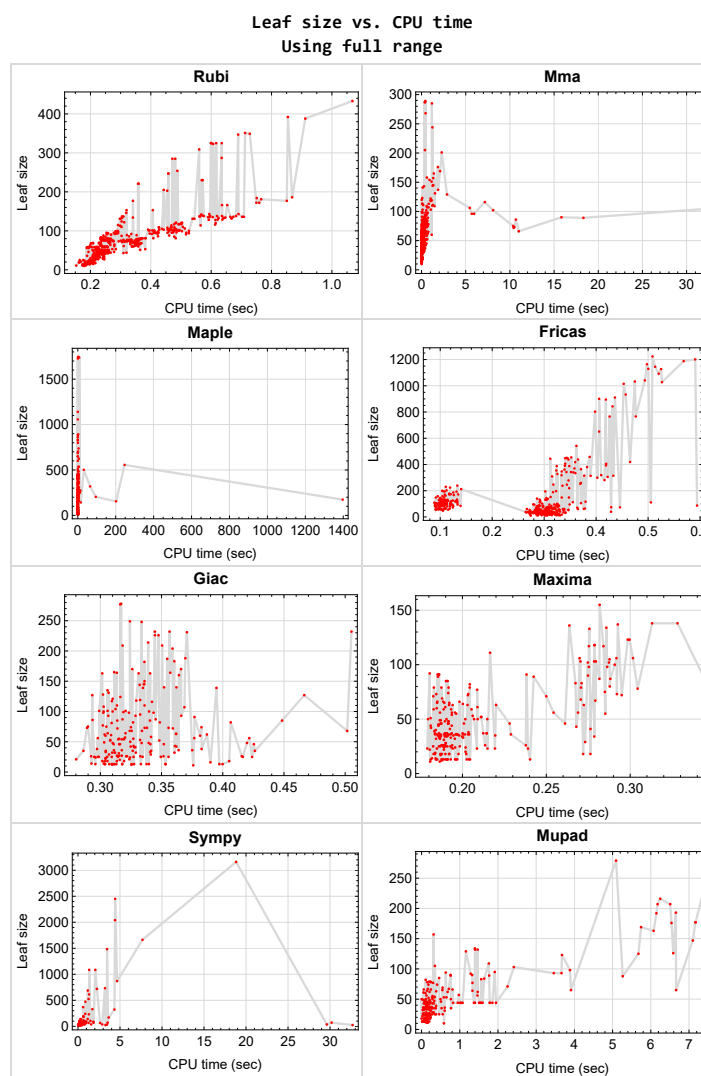 Leaf size vs. CPU time
Using full range
Rubi
Leaf size
400
300
200
100
0
0.2 0.4 0.6 0.8 1.0
CPU time (sec)
Mma
Leaf size
300
250
200
150
100
50
0
0 5 10 15 20 25 30
CPU time (sec)
Maple
Leaf size
1500
1000
500
0
0 200 400 600 800 1000 1200 1400
CPU time (sec)
Fricas
Leaf size
1200
1000
800
600
400
200
0
0.1 0.2 0.3 0.4 0.5
CPU time (sec)
Giac
Leaf size
250
200
150
100
50
0
0.30 0.35 0.40 0.45 0.50
CPU time (sec)
Maxima
Leaf size
150
100
50
0
0.20 0.25 0.30
CPU time (sec)
Sympy
Leaf size
3000
2500
2000
1500
1000
500
0
0 5 10 15 20 25 30
CPU time (sec)
Mupad
Leaf size
250
200
150
100
50
0
0 1 2 3 4 5 6 7
CPU time (sec)